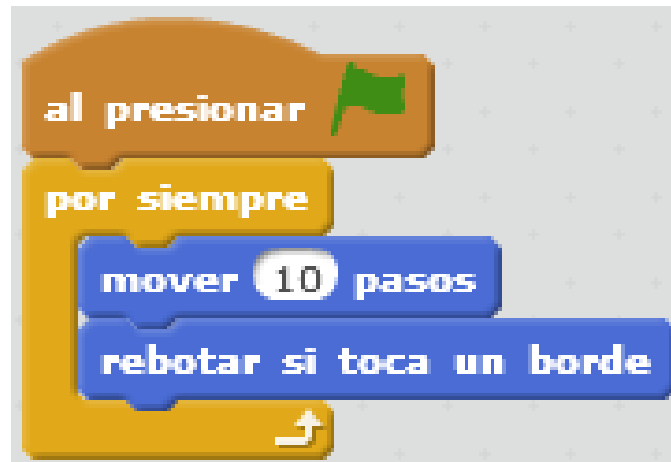 al presionar
por siempre
mover 10 pasos
rebotar si toca un borde